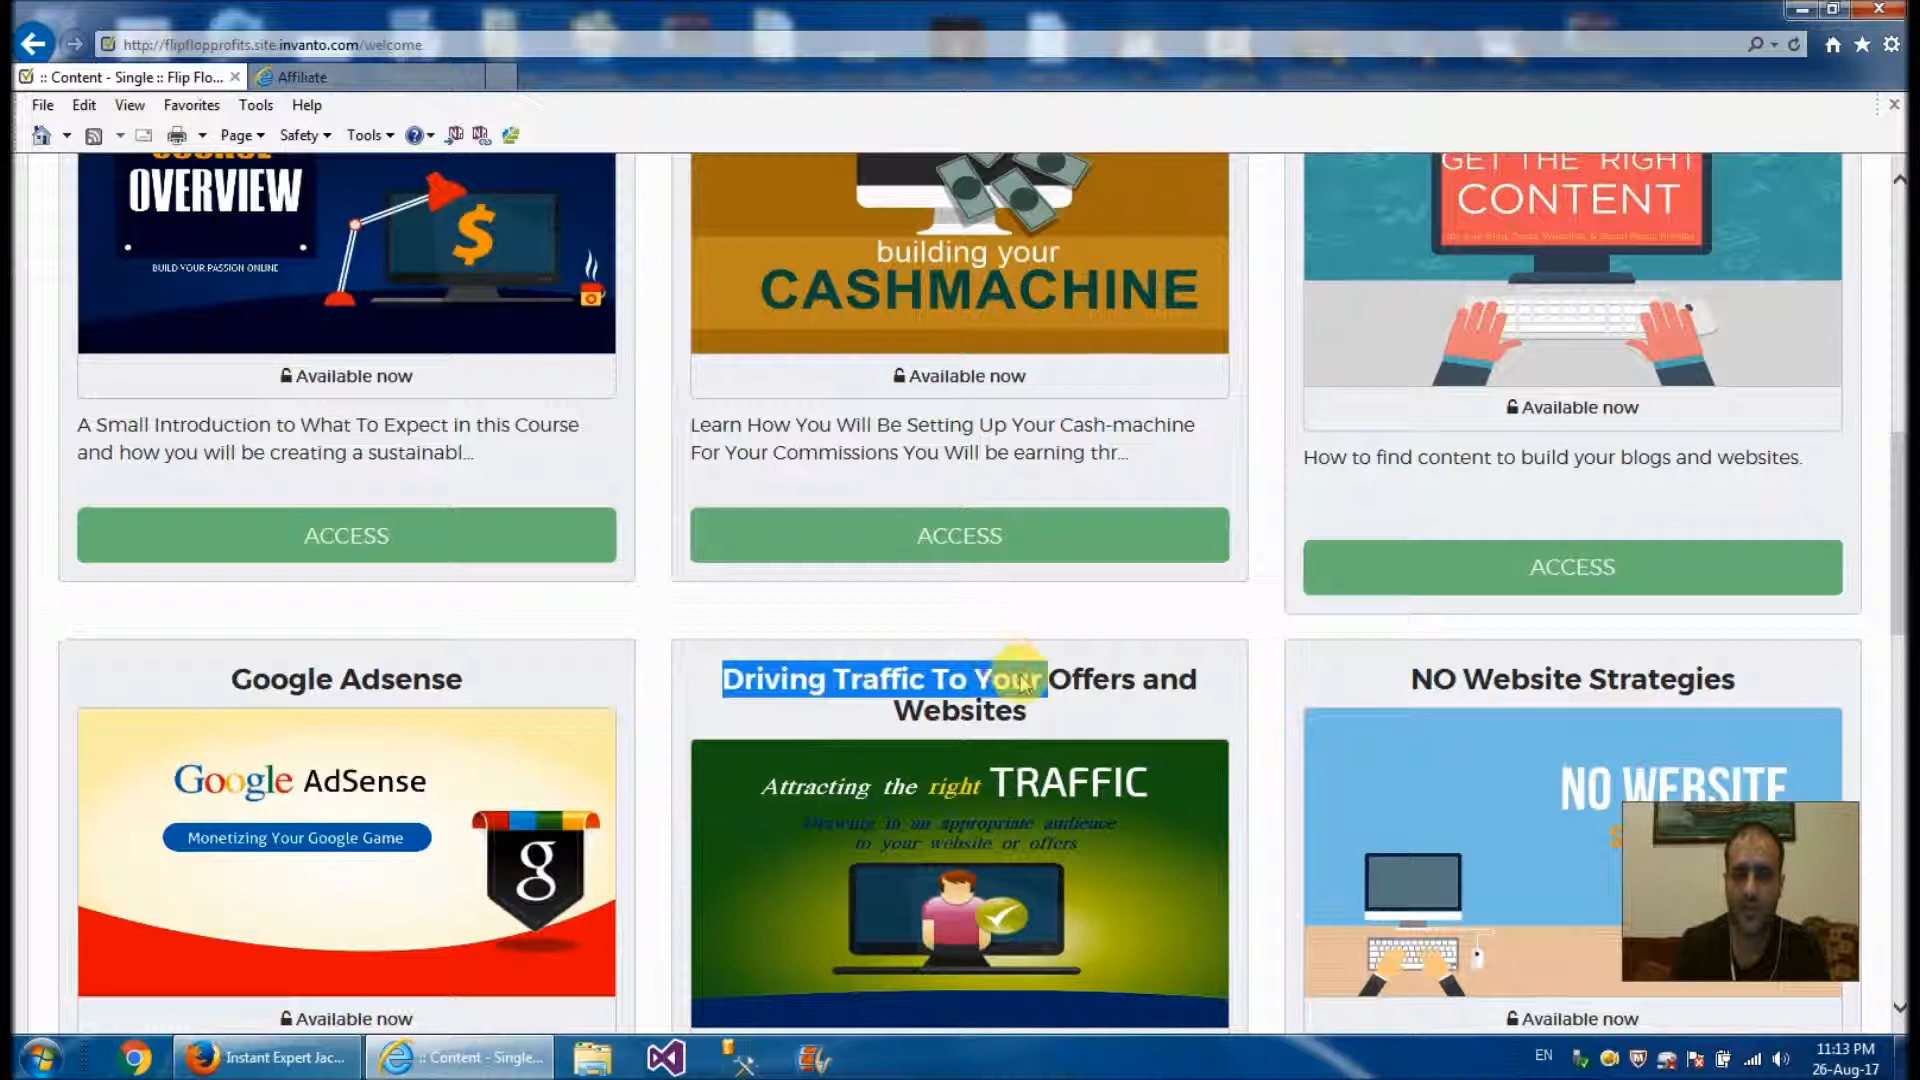 http://flipflopprofits.site.invanto.com/welcome
:: Content - Single :: Flip Flo...
Affiliate
File Edit View Favorites Tools Help
Page Safety Tools
OVERVIEW
BUILD YOUR PASSION ONLINE
$
building your
CASHMACHINE
GET THE RIGHT
CONTENT
Available now
Available now
Available now
A Small Introduction to What To Expect in this Course
and how you will be creating a sustainabl...
Learn How You Will Be Setting Up Your Cash-machine
For Your Commissions You Will be earning thr...
How to find content to build your blogs and websites.
ACCESS
ACCESS
ACCESS
Google Adsense
Driving Traffic To Your Offers and
Websites
NO Website Strategies
Google AdSense
Monetizing Your Google Game
g
Attracting the right TRAFFIC
Drawing in an appropriate audience
to your website or offers
NO WEBSITE
Available now
Available now
Instant Expert Jac...
:: Content - Single...
EN
11:13 PM
26-Aug-17